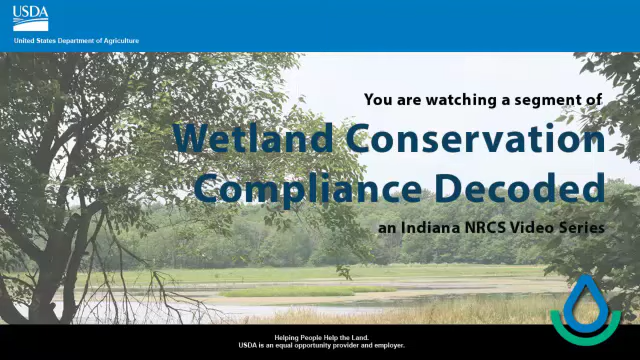 USDA
United States Department of Agriculture
You are watching a segment of
Wetland Conservation
Compliance Decoded
an Indiana NRCS Video Series
Helping People Help the Land.
USDA is an equal opportunity provider and employer.